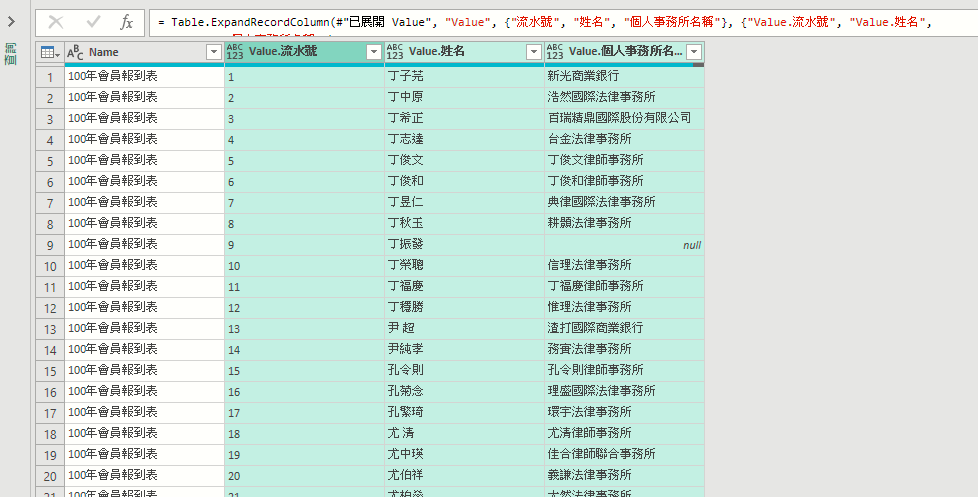 = Table.ExpandRecordColumn(#"已展開 Value", "Value", {"流水號", "姓名", "個人事務所名稱"}, {"Value.流水號", "Value.姓名",
查詢
Name Value.流水號 Value.姓名 Value.個人事務所名...
1 100年會員報到表 1 丁子芫 新光商業銀行
2 100年會員報到表 2 丁中原 浩然國際法律事務所
3 100年會員報到表 3 丁希正 百瑞精鼎國際股份有限公司
4 100年會員報到表 4 丁志達 台金法律事務所
5 100年會員報到表 5 丁俊文 丁俊文律師事務所
6 100年會員報到表 6 丁俊和 丁俊和律師事務所
7 100年會員報到表 7 丁昱仁 典律國際法律事務所
8 100年會員報到表 8 丁秋玉 耕顥法律事務所
9 100年會員報到表 9 丁振發 null
10 100年會員報到表 10 丁榮聰 信理法律事務所
11 100年會員報到表 11 丁福慶 丁福慶律師事務所
12 100年會員報到表 12 丁穩勝 惟理法律事務所
13 100年會員報到表 13 尹 超 渣打國際商業銀行
14 100年會員報到表 14 尹純孝 務實法律事務所
15 100年會員報到表 15 孔令則 孔令則律師事務所
16 100年會員報到表 16 孔菊念 理盛國際法律事務所
17 100年會員報到表 17 孔繁琦 環宇法律事務所
18 100年會員報到表 18 尤 清 尤清律師事務所
19 100年會員報到表 19 尤中瑛 佳合律師聯合事務所
20 100年會員報到表 20 尤伯祥 義謙法律事務所